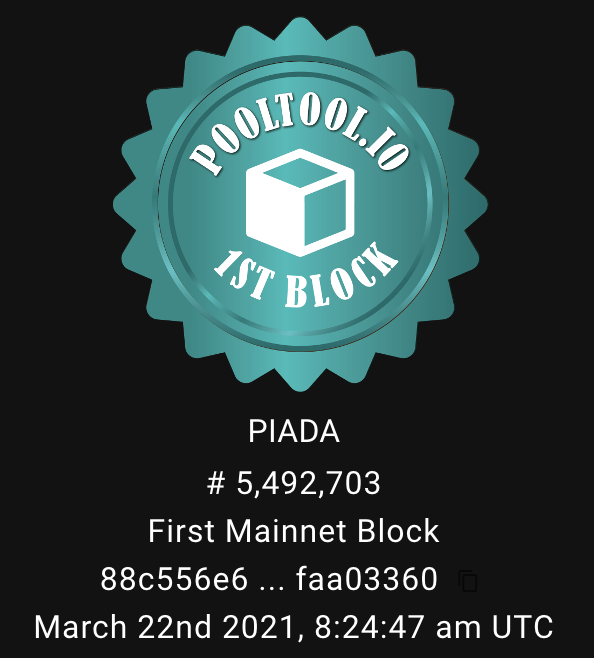 POOLTOOL.IO
1ST BLOCK
PIADA
# 5,492,703
First Mainnet Block
88c556e6 ... faa03360
March 22nd 2021, 8:24:47 am UTC